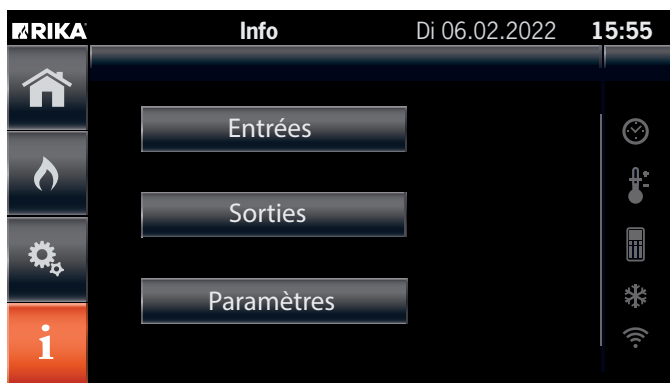 RIKA Info Di 06.02.2022 15:55
Entrées
Sorties
Paramètres
i